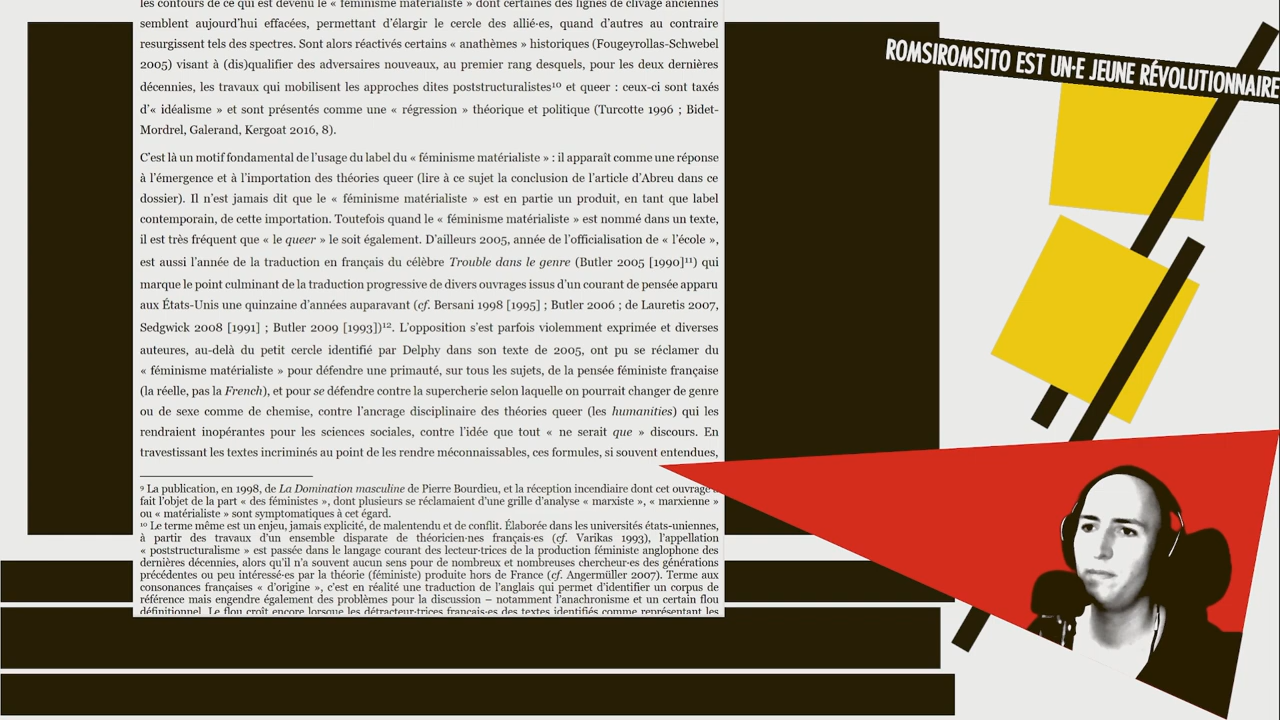 les contours de ce qui est devenu le « féminisme matérialiste » dont certaines des lignes de clivage anciennes
semblent aujourd'hui effacées, permettant d'élargir le cercle des allié·es, quand d'autres au contraire
resurgissent tels des spectres. Sont alors réactivés certains « anathèmes » historiques (Fougeyrollas-Schwebel
2005) visant à (dis)qualifier des adversaires nouveaux, au premier rang desquels, pour les deux dernières
décennies, les travaux qui mobilisent les approches dites poststructuralistes¹⁰ et queer : ceux-ci sont taxés
d'« idéalisme » et sont présentés comme une « régression » théorique et politique (Turcotte 1996 ; Bidet-
Mordrel, Galerand, Kergoat 2016, 8).
C'est là un motif fondamental de l'usage du label du « féminisme matérialiste » : il apparaît comme une réponse
à l'émergence et à l'importation des théories queer (lire à ce sujet la conclusion de l'article d'Abreu dans ce
dossier). Il n'est jamais dit que le « féminisme matérialiste » est en partie un produit, en tant que label
contemporain, de cette importation. Toutefois quand le « féminisme matérialiste » est nommé dans un texte,
il est très fréquent que « le queer » le soit également. D'ailleurs 2005, année de l'officialisation de « l'école »,
est aussi l'année de la traduction en français du célèbre Trouble dans le genre (Butler 2005 [1990]¹¹) qui
marque le point culminant de la traduction progressive de divers ouvrages issus d'un courant de pensée apparu
aux États-Unis une quinzaine d'années auparavant (cf. Bersani 1998 [1995] ; Butler 2006 ; de Lauretis 2007,
Sedgwick 2008 [1991] ; Butler 2009 [1993])¹². L'opposition s'est parfois violemment exprimée et diverses
auteures, au-delà du petit cercle identifié par Delphy dans son texte de 2005, ont pu se réclamer du
« féminisme matérialiste » pour défendre une primauté, sur tous les sujets, de la pensée féministe française
(la réelle, pas la French), et pour se défendre contre la supercherie selon laquelle on pourrait changer de genre
ou de sexe comme de chemise, contre l'ancrage disciplinaire des théories queer (les humanities) qui les
rendraient inopérantes pour les sciences sociales, contre l'idée que tout « ne serait que » discours. En
travestissant les textes incriminés au point de les rendre méconnaissables, ces formules, si souvent entendues,
⁹ La publication, en 1998, de La Domination masculine de Pierre Bourdieu, et la réception incendiaire dont cet ouvrage
fait l'objet de la part « des féministes », dont plusieurs se réclamaient d'une grille d'analyse « marxiste », « marxienne »
ou « matérialiste » sont symptomatiques à cet égard.
¹⁰ Le terme même est un enjeu, jamais explicité, de malentendu et de conflit. Élaborée dans les universités états-uniennes,
à partir des travaux d'un ensemble disparate de théoricien·nes français·es (cf. Varikas 1993), l'appellation
« poststructuralisme » est passée dans le langage courant des lecteur·trices de la production féministe anglophone des
dernières décennies, alors qu'il n'a souvent aucun sens pour de nombreux et nombreuses chercheur·es des générations
précédentes ou peu intéressé·es par la théorie (féministe) produite hors de France (cf. Angermüller 2007). Terme aux
consonances françaises « d'origine », c'est en réalité une traduction de l'anglais qui permet d'identifier un corpus de
référence mais engendre également des problèmes pour la discussion – notamment l'anachronisme et un certain flou
définitionnel. Le flou croît encore lorsque les détracteur·trices français·es des textes identifiés comme représentant les
ROMSIROMSITO EST UN·E JEUNE RÉVOLUTIONNAIRE